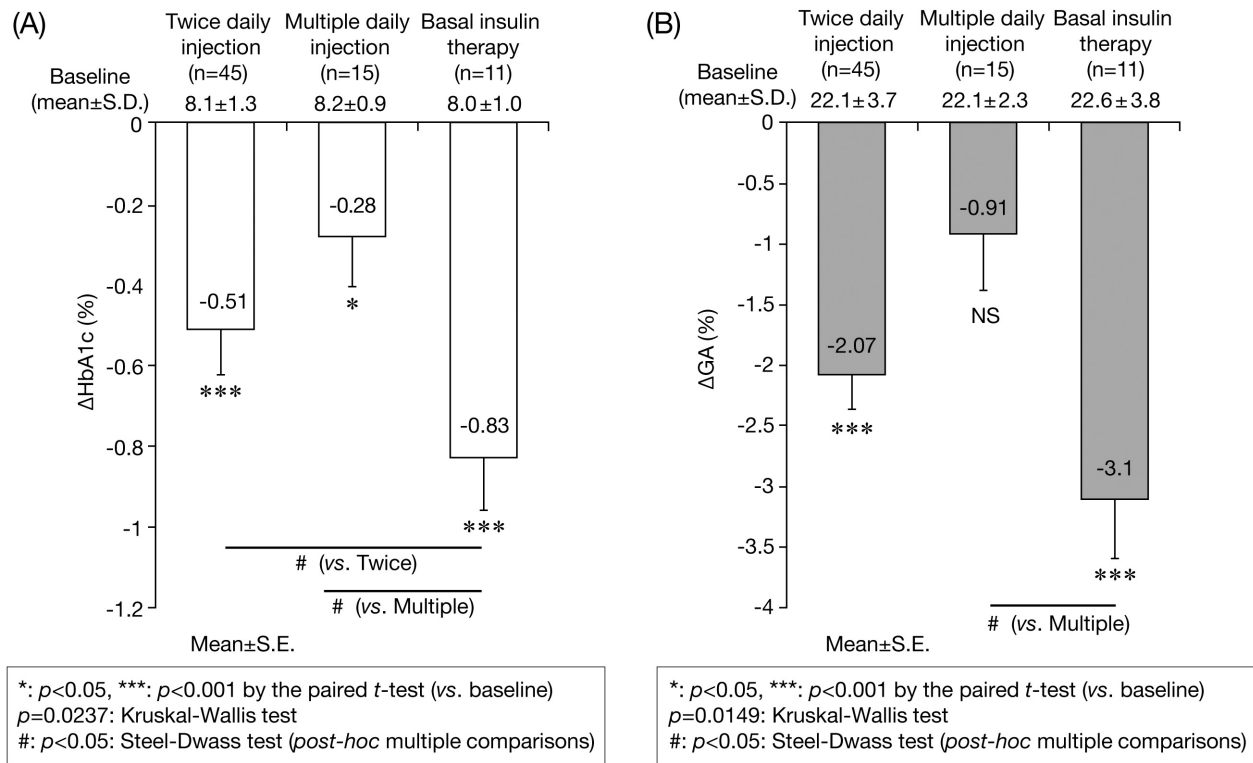 (A)
Twice daily injection (n=45)
Multiple daily injection (n=15)
Basal insulin therapy (n=11)
Baseline (mean±S.D.)
8.1±1.3
8.2±0.9
8.0±1.0
0
-0.2
-0.4
-0.6
-0.8
-1
-1.2
ΔHbA1c (%)
-0.51
***
-0.28
*
-0.83
***
# (vs. Twice)
# (vs. Multiple)
Mean±S.E.
*: p<0.05, ***: p<0.001 by the paired t-test (vs. baseline)
p=0.0237: Kruskal-Wallis test
#: p<0.05: Steel-Dwass test (post-hoc multiple comparisons)
(B)
Twice daily injection (n=45)
Multiple daily injection (n=15)
Basal insulin therapy (n=11)
Baseline (mean±S.D.)
22.1±3.7
22.1±2.3
22.6±3.8
0
-0.5
-1
-1.5
-2
-2.5
-3
-3.5
-4
ΔGA (%)
-2.07
***
-0.91
NS
-3.1
***
# (vs. Multiple)
Mean±S.E.
*: p<0.05, ***: p<0.001 by the paired t-test (vs. baseline)
p=0.0149: Kruskal-Wallis test
#: p<0.05: Steel-Dwass test (post-hoc multiple comparisons)